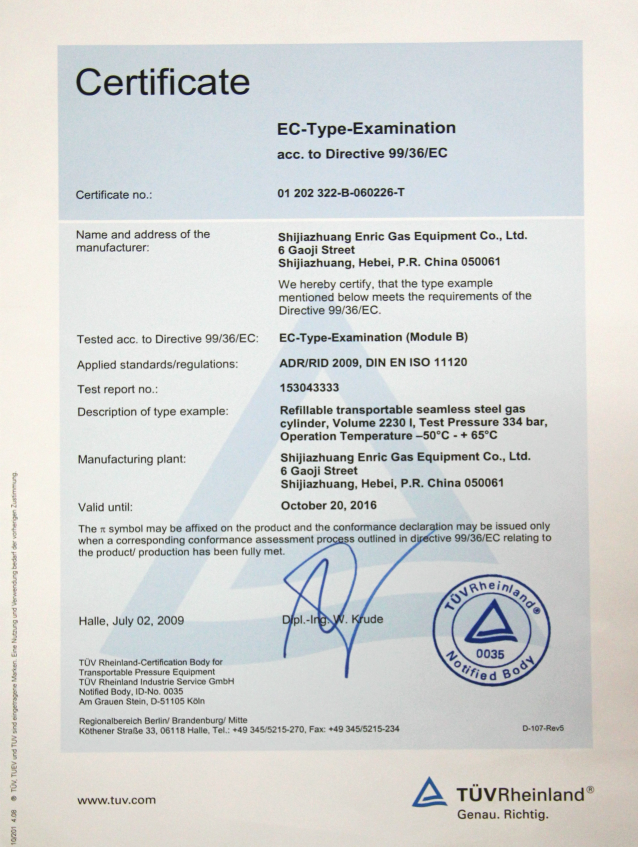 Certificate
EC-Type-Examination
acc. to Directive 99/36/EC
Certificate no.: 01 202 322-B-060226-T
Name and address of the
manufacturer:
Shijiazhuang Enric Gas Equipment Co., Ltd.
6 Gaoji Street
Shijiazhuang, Hebei, P.R. China 050061
We hereby certify, that the type example
mentioned below meets the requirements of the
Directive 99/36/EC.
Tested acc. to Directive 99/36/EC: EC-Type-Examination (Module B)
Applied standards/regulations: ADR/RID 2009, DIN EN ISO 11120
Test report no.: 153043333
Description of type example: Refillable transportable seamless steel gas
cylinder, Volume 2230 l, Test Pressure 334 bar,
Operation Temperature –50°C - + 65°C
Manufacturing plant: Shijiazhuang Enric Gas Equipment Co., Ltd.
6 Gaoji Street
Shijiazhuang, Hebei, P.R. China 050061
Valid until: October 20, 2016
The π symbol may be affixed on the product and the conformance declaration may be issued only
when a corresponding conformance assessment process outlined in directive 99/36/EC relating to
the product/ production has been fully met.
Halle, July 02, 2009 Dipl.-Ing. W. Krude
TÜVRheinland®
0035
Notified Body
TÜV Rheinland-Certification Body for
Transportable Pressure Equipment
TÜV Rheinland Industrie Service GmbH
Notified Body, ID-No. 0035
Am Grauen Stein, D-51105 Köln
Regionalbereich Berlin/ Brandenburg/ Mitte
Köthener Straße 33, 06118 Halle, Tel.: +49 345/5215-270, Fax: +49 345/5215-234 D-107-Rev5
www.tuv.com
TÜVRheinland®
Genau. Richtig.
10/201 4.08 ® TÜV, TUEV und TUV sind eingetragene Marken. Eine Nutzung und Verwendung bedarf der vorherigen Zustimmung.